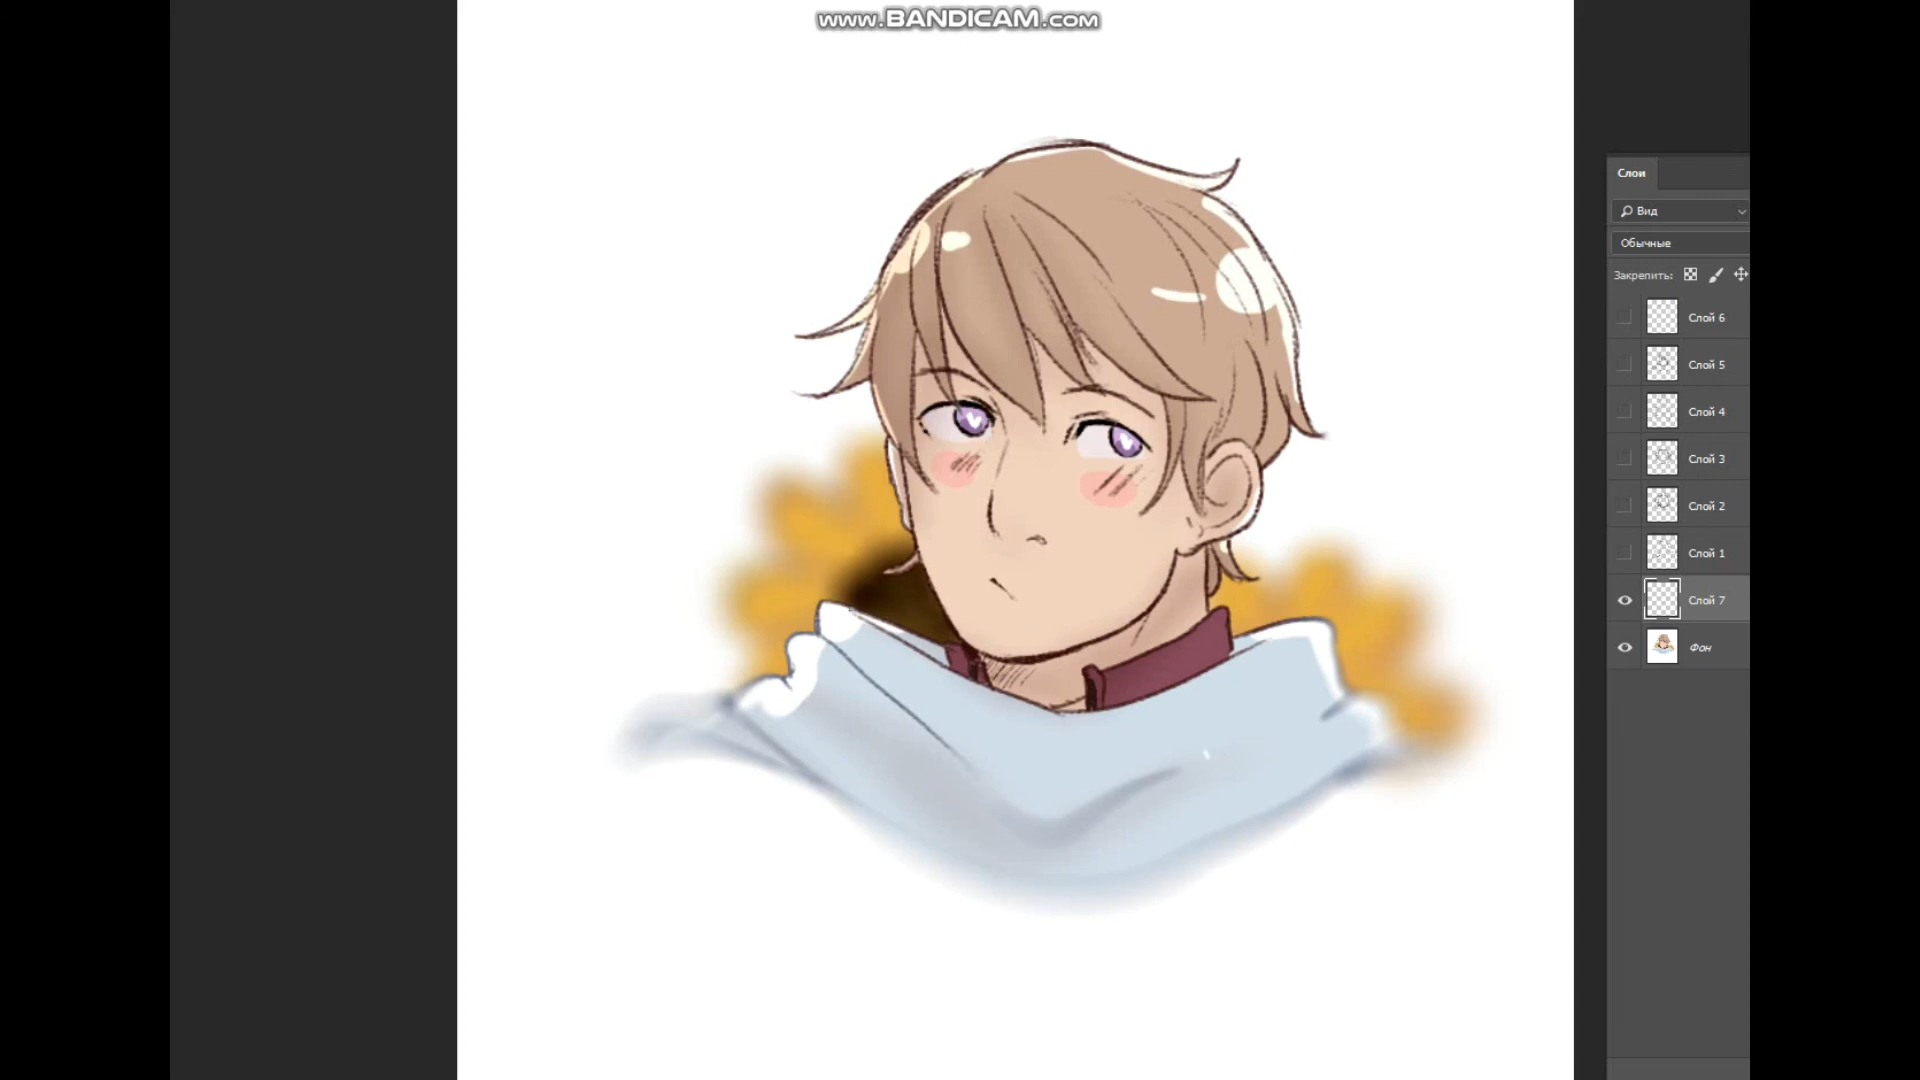 www.BANDICAM.com
Слои
Вид
Обычные
Закрепить:
Слой 6
Слой 5
Слой 4
Слой 3
Слой 2
Слой 1
Слой 7
Фон